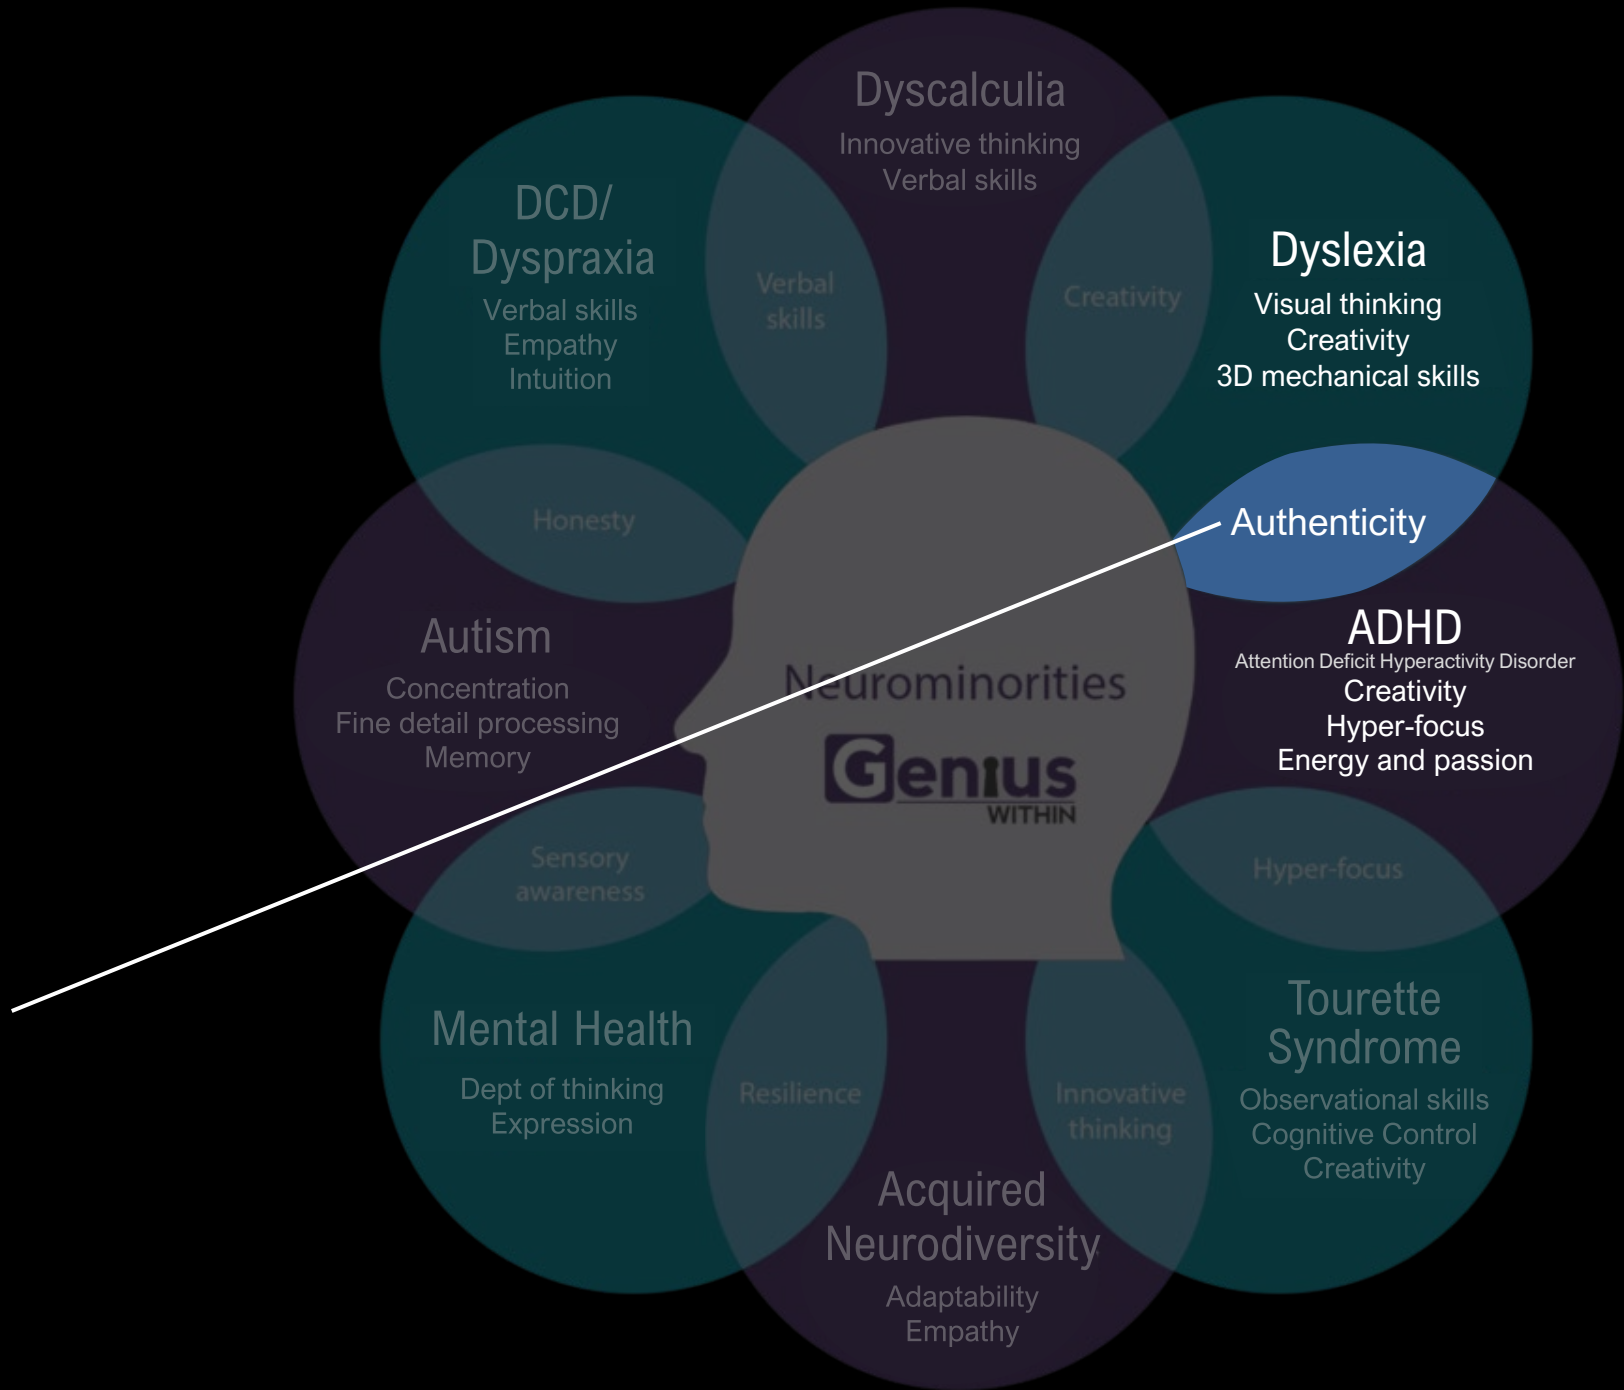 Dyscalculia
Innovative thinking
Verbal skills
DCD/
Dyspraxia
Verbal skills
Empathy
Intuition
Verbal
skills
Creativity
Dyslexia
Visual thinking
Creativity
3D mechanical skills
Honesty
Authenticity
Autism
Concentration
Fine detail processing
Memory
Neurominorities
Genius
WITHIN
ADHD
Attention Deficit Hyperactivity Disorder
Creativity
Hyper-focus
Energy and passion
Sensory
awareness
Hyper-focus
Mental Health
Dept of thinking
Expression
Resilience
Innovative
thinking
Tourette
Syndrome
Observational skills
Cognitive Control
Creativity
Acquired
Neurodiversity
Adaptability
Empathy